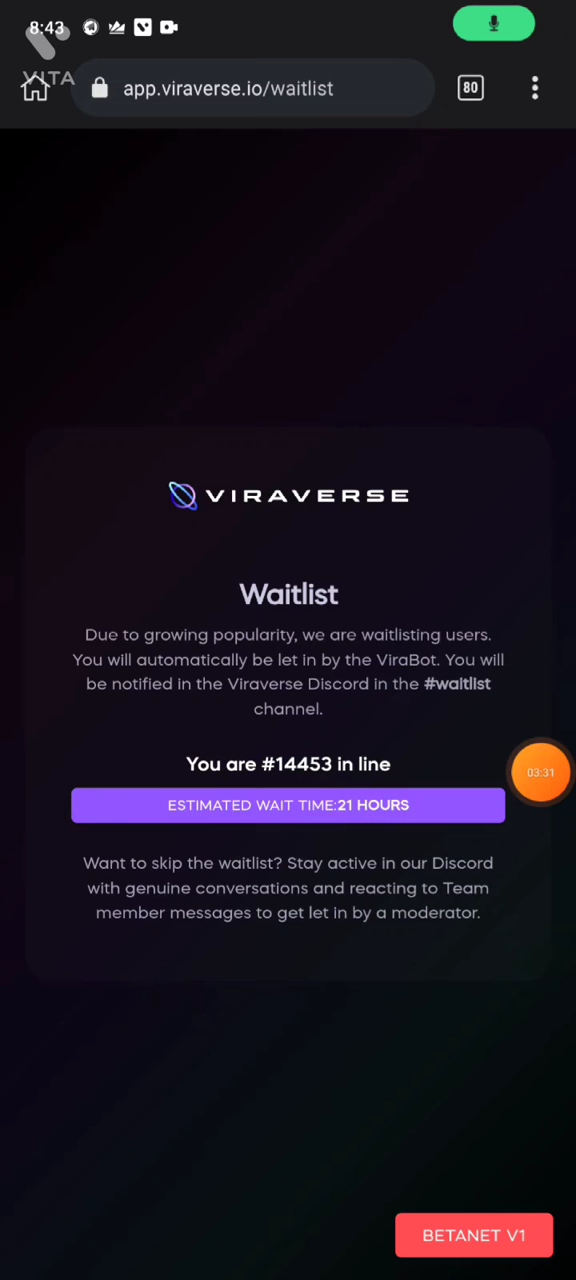 8:43
VITA
app.viraverse.io/waitlist
80
VIRAVERSE
Waitlist
Due to growing popularity, we are waitlisting users.
You will automatically be let in by the ViraBot. You will
be notified in the Viraverse Discord in the #waitlist
channel.
You are #14453 in line
03:31
ESTIMATED WAIT TIME:21 HOURS
Want to skip the waitlist? Stay active in our Discord
with genuine conversations and reacting to Team
member messages to get let in by a moderator.
BETANET V1